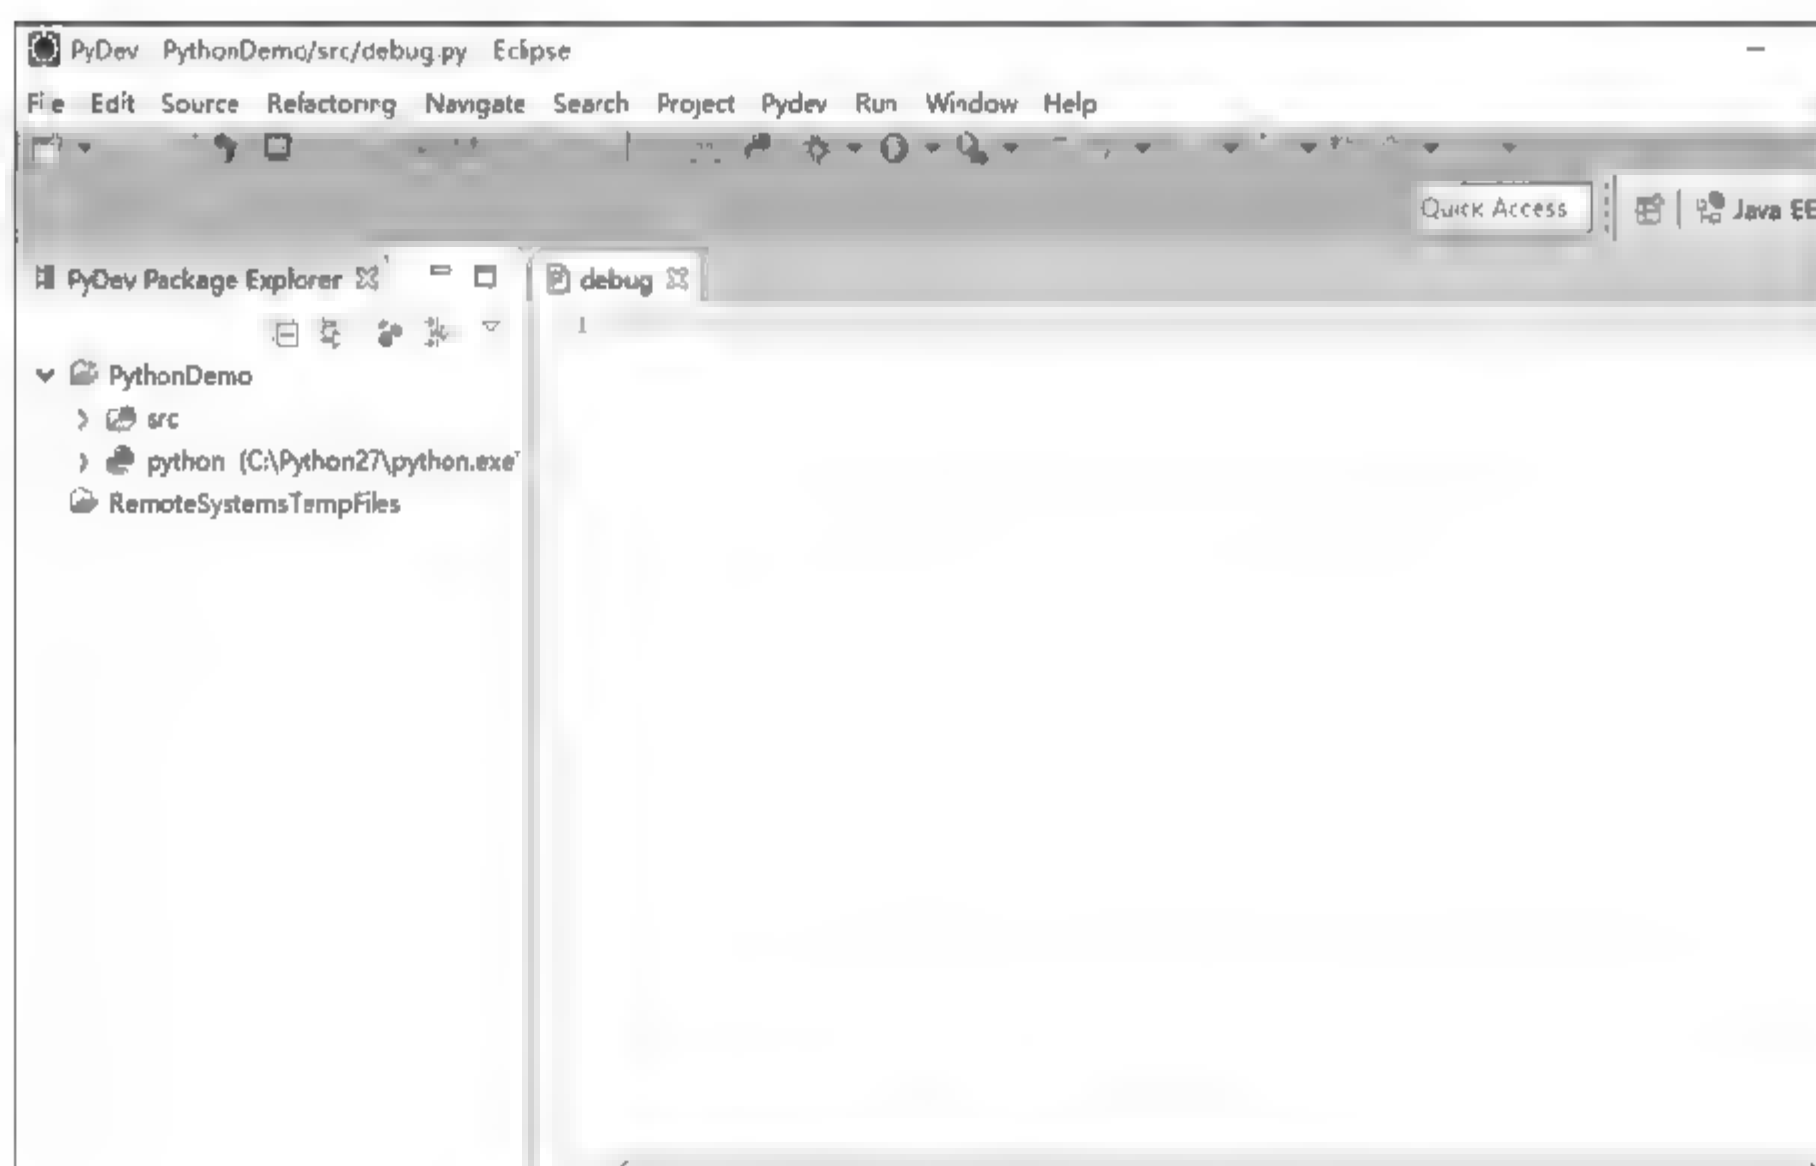 PyDev PythonDemo/src/debug.py Eclipse
File Edit Source Refactoring Navigate Search Project Pydev Run Window Help
Quick Access Java EE
PyDev Package Explorer debug
1
PythonDemo
src
python (C:\Python27\python.exe
RemoteSystemsTempFiles